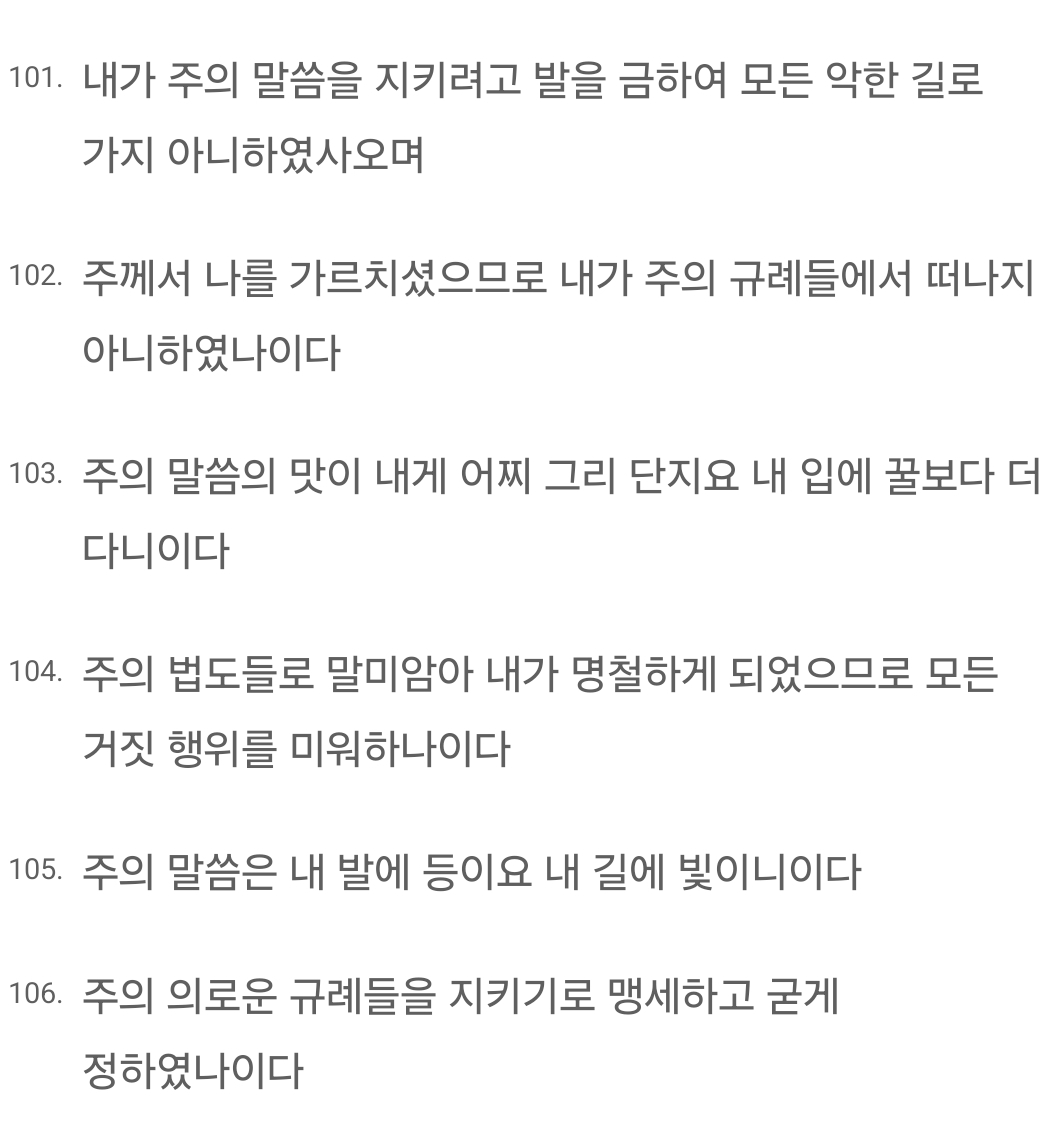 101. 내가 주의 말씀을 지키려고 발을 금하여 모든 악한 길로
가지 아니하였사오며
102. 주께서 나를 가르치셨으므로 내가 주의 규례들에서 떠나지
아니하였나이다
103. 주의 말씀의 맛이 내게 어찌 그리 단지요 내 입에 꿀보다 더
다니이다
104. 주의 법도들로 말미암아 내가 명철하게 되었으므로 모든
거짓 행위를 미워하나이다
105. 주의 말씀은 내 발에 등이요 내 길에 빛이니이다
106. 주의 의로운 규례들을 지키기로 맹세하고 굳게
정하였나이다